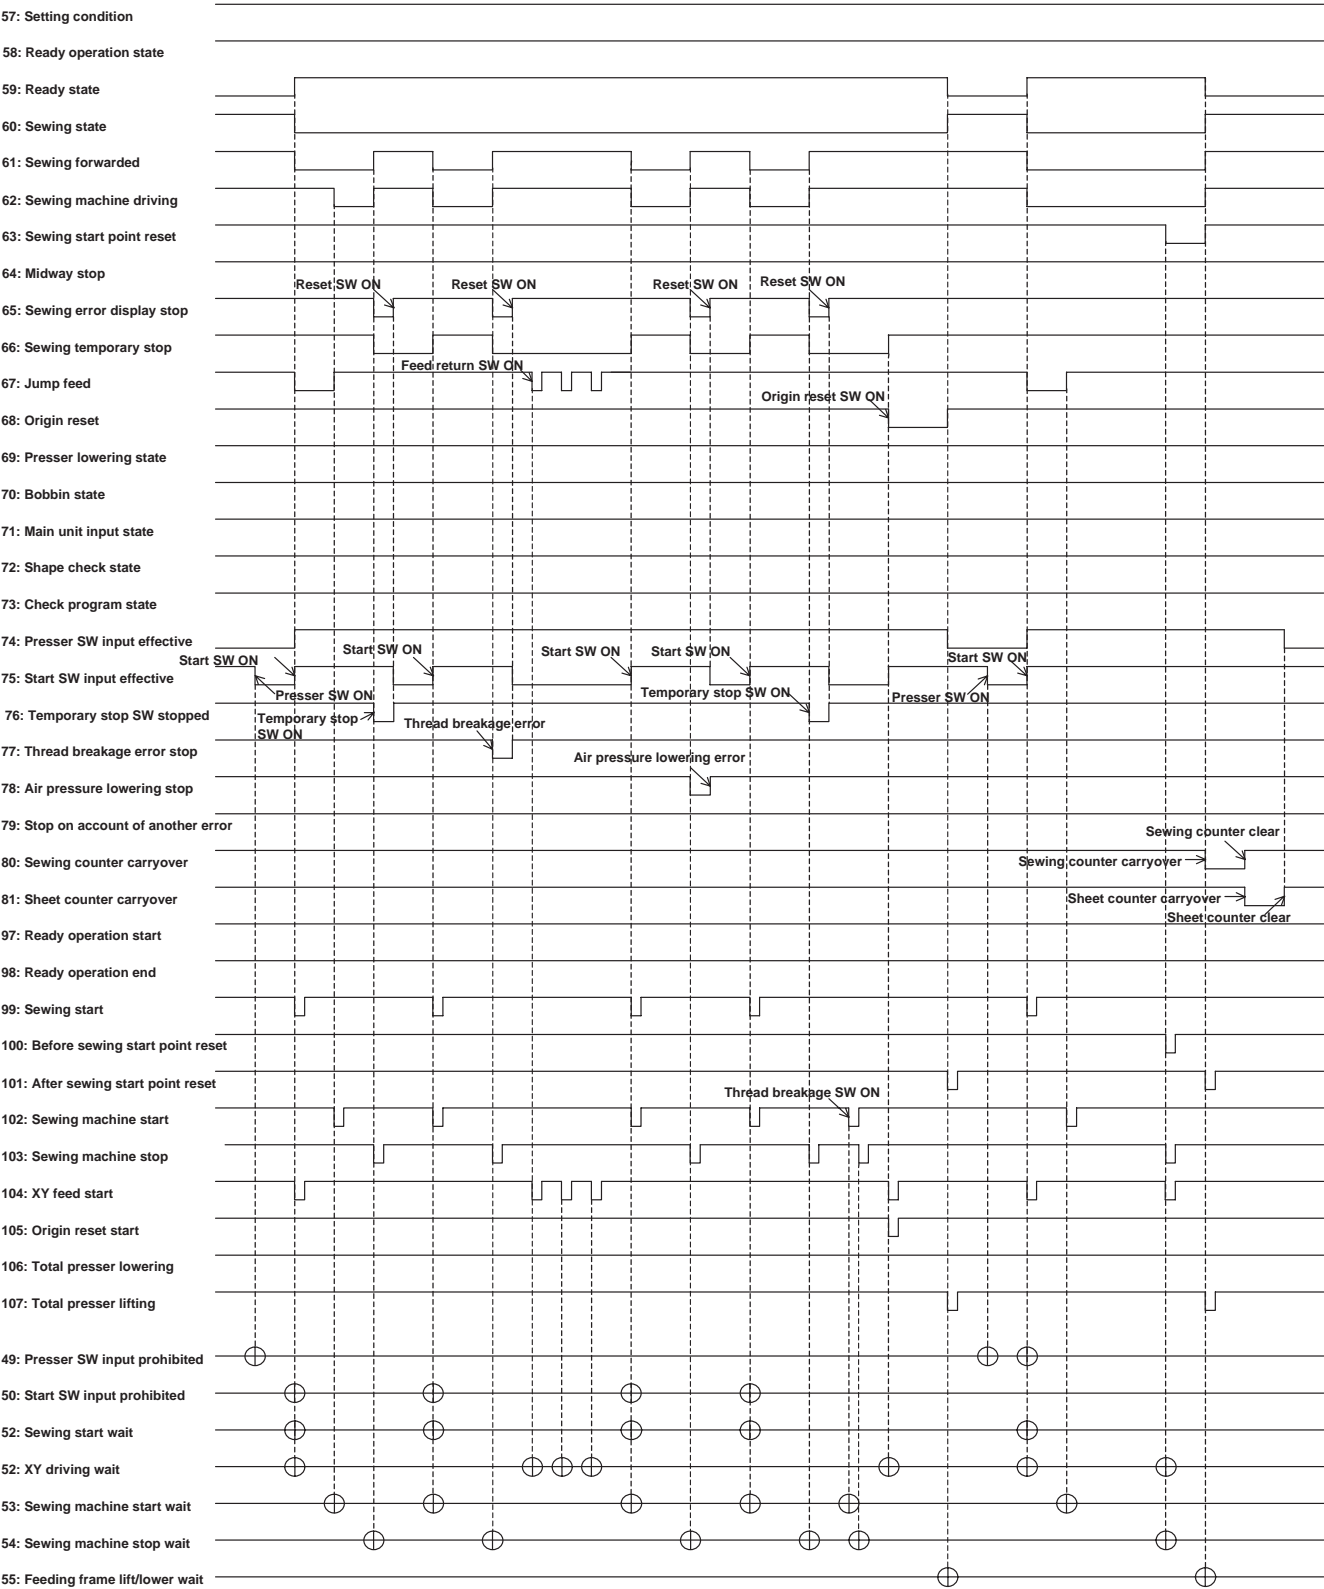 57: Setting condition
58: Ready operation state
59: Ready state
60: Sewing state
61: Sewing forwarded
62: Sewing machine driving
63: Sewing start point reset
64: Midway stop
Reset SW ON Reset SW ON Reset SW ON Reset SW ON
65: Sewing error display stop
66: Sewing temporary stop
Feed return SW ON
67: Jump feed
Origin reset SW ON
68: Origin reset
69: Presser lowering state
70: Bobbin state
71: Main unit input state
72: Shape check state
73: Check program state
74: Presser SW input effective
Start SW ON Start SW ON Start SW ON Start SW ON Start SW ON
75: Start SW input effective
Presser SW ON Temporary stop SW ON Presser SW ON
76: Temporary stop SW stopped
Temporary stop
SW ON
Thread breakage error
77: Thread breakage error stop
Air pressure lowering error
78: Air pressure lowering stop
79: Stop on account of another error
Sewing counter clear
80: Sewing counter carryover
Sewing counter carryover
81: Sheet counter carryover
Sheet counter carryover
Sheet counter clear
97: Ready operation start
98: Ready operation end
99: Sewing start
100: Before sewing start point reset
101: After sewing start point reset
Thread breakage SW ON
102: Sewing machine start
103: Sewing machine stop
104: XY feed start
105: Origin reset start
106: Total presser lowering
107: Total presser lifting
49: Presser SW input prohibited
50: Start SW input prohibited
52: Sewing start wait
52: XY driving wait
53: Sewing machine start wait
54: Sewing machine stop wait
55: Feeding frame lift/lower wait